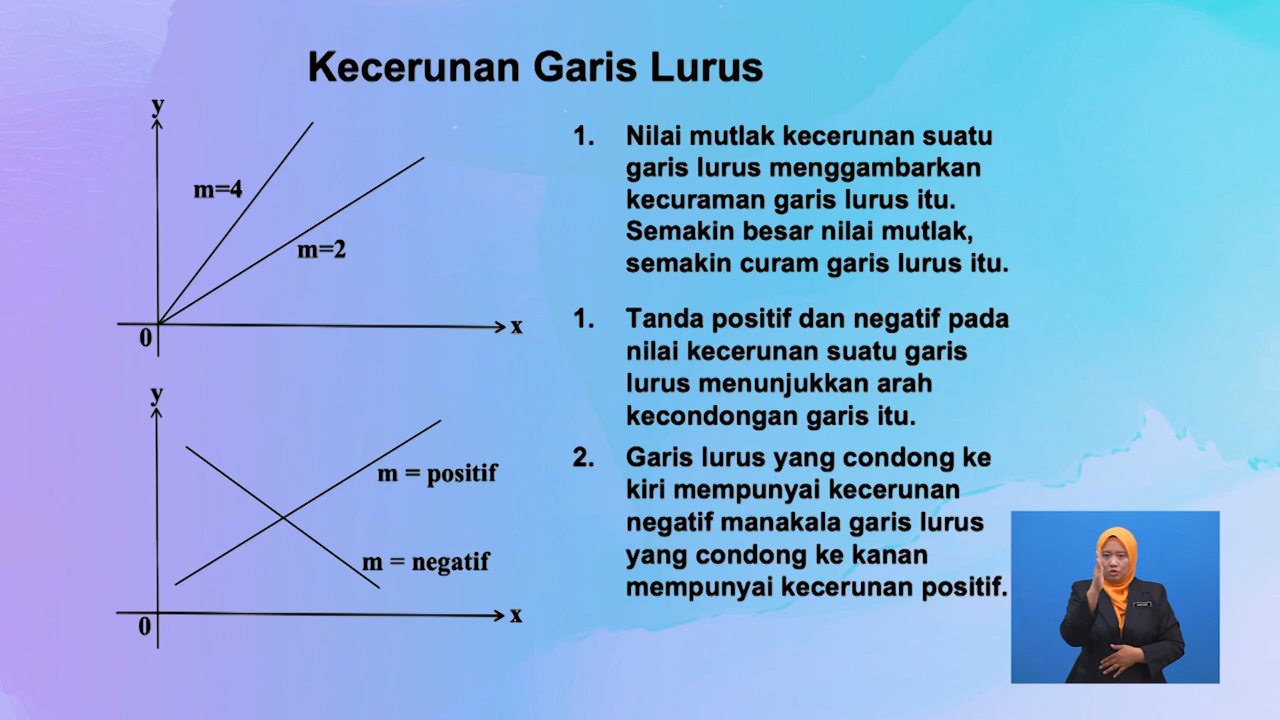 Kecerunan Garis Lurus
y
m=4
m=2
0
x
y
m = positif
m = negatif
0
x
1. Nilai mutlak kecerunan suatu
garis lurus menggambarkan
kecuraman garis lurus itu.
Semakin besar nilai mutlak,
semakin curam garis lurus itu.
1. Tanda positif dan negatif pada
nilai kecerunan suatu garis
lurus menunjukkan arah
kecondongan garis itu.
2. Garis lurus yang condong ke
kiri mempunyai kecerunan
negatif manakala garis lurus
yang condong ke kanan
mempunyai kecerunan positif.